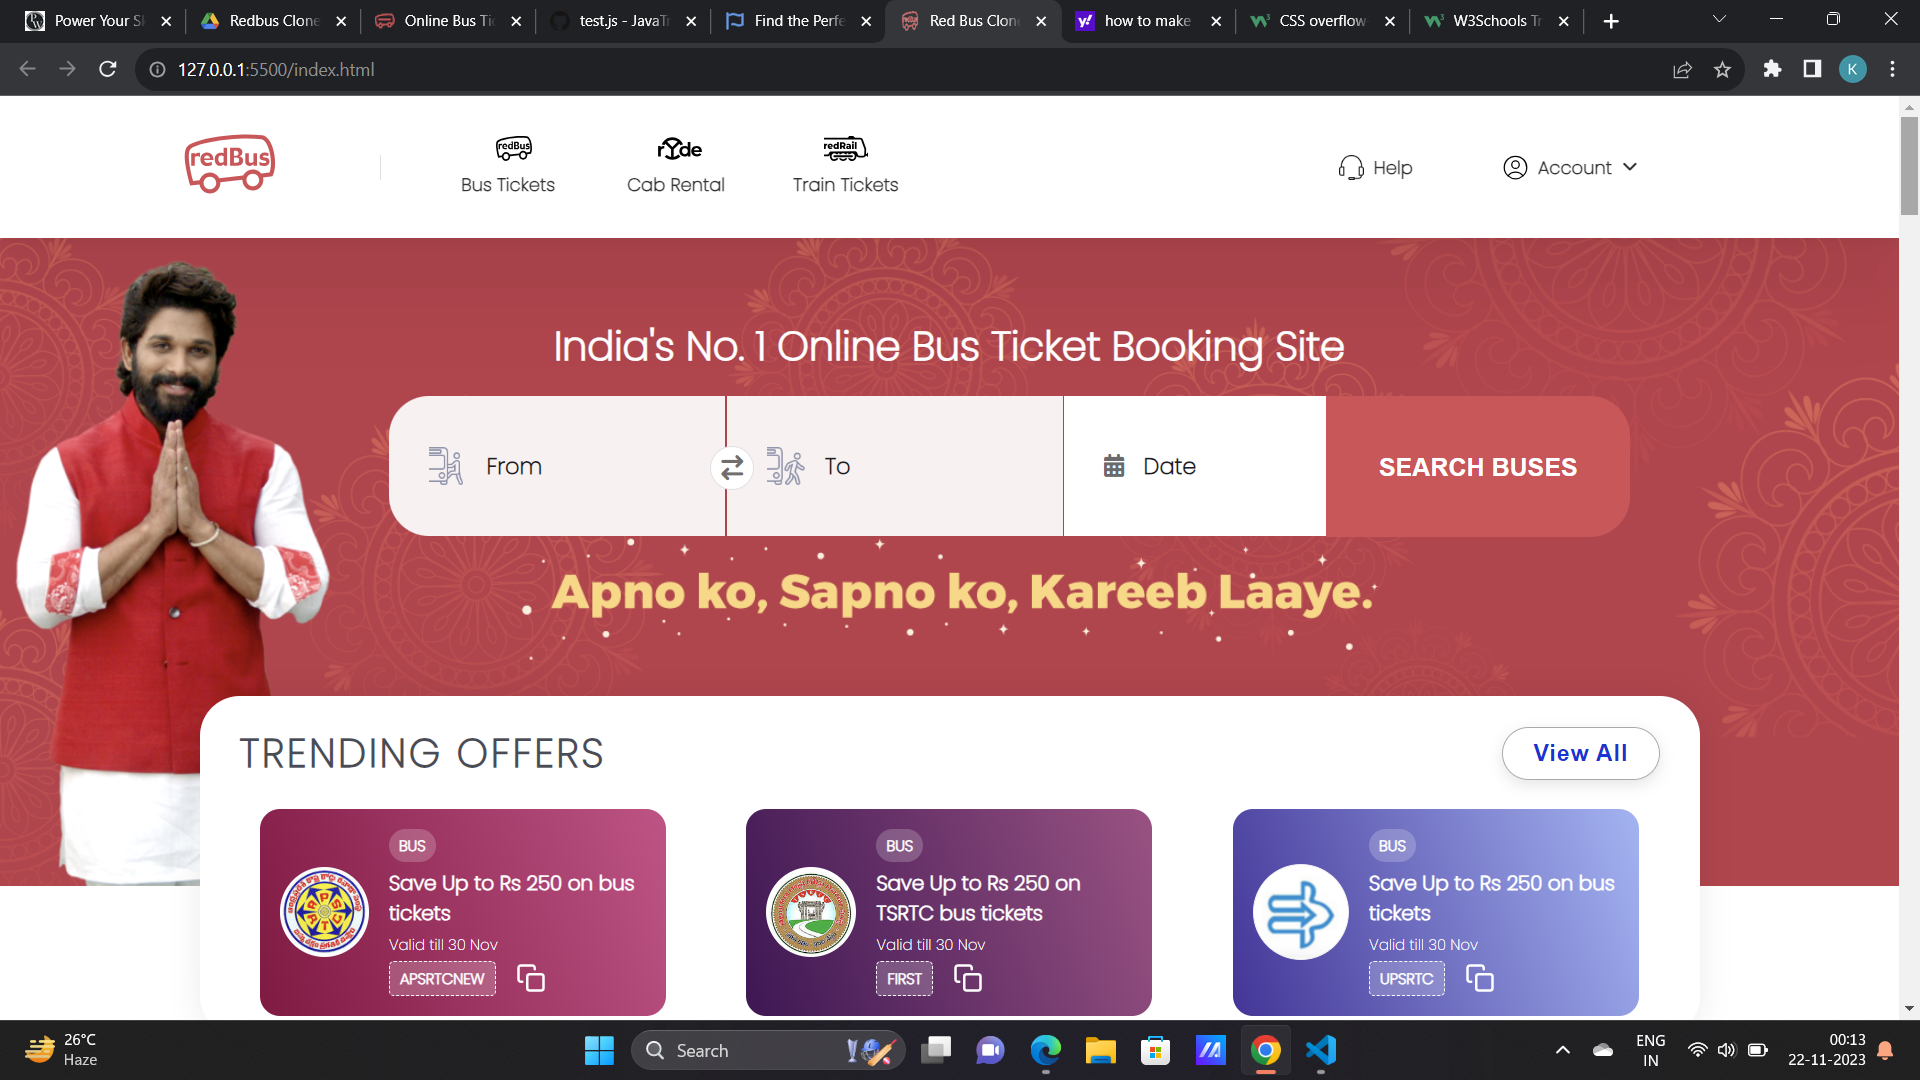 Power Your Sk
Redbus Clone
Online Bus Tic
test.js - JavaTr
Find the Perfe
Red Bus Clone
how to make
CSS overflow
W3Schools Tr
127.0.0.1:5500/index.html
K
redBus
redBus
Bus Tickets
rYde
Cab Rental
redRail
Train Tickets
Help
Account
India's No. 1 Online Bus Ticket Booking Site
From
To
Date
SEARCH BUSES
Apno ko, Sapno ko, Kareeb Laaye.
TRENDING OFFERS
View All
BUS
Save Up to Rs 250 on bus
tickets
Valid till 30 Nov
APSRTCNEW
BUS
Save Up to Rs 250 on
TSRTC bus tickets
Valid till 30 Nov
FIRST
BUS
Save Up to Rs 250 on bus
tickets
Valid till 30 Nov
UPSRTC
26°C
Haze
Search
ENG
IN
00:13
22-11-2023